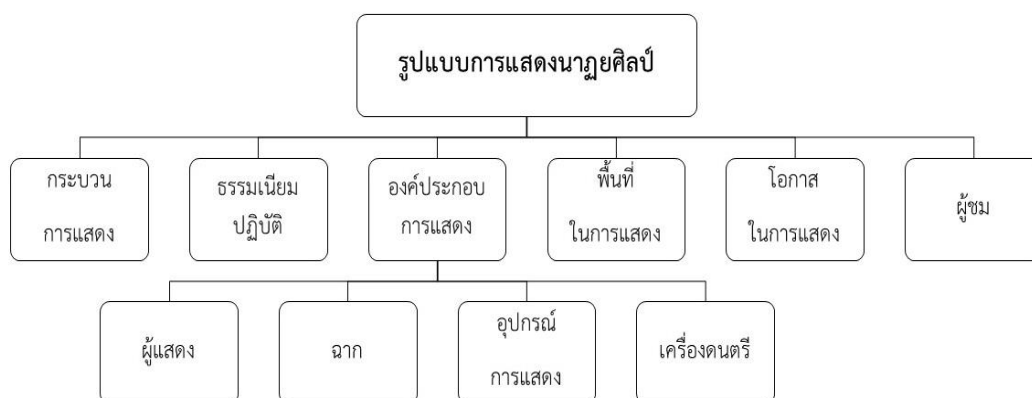 รูปแบบการแสดงนาฏยศิลป์
กระบวน
การแสดง
ธรรมเนียม
ปฏิบัติ
องค์ประกอบ
การแสดง
พื้นที่
ในการแสดง
โอกาส
ในการแสดง
ผู้ชม
ผู้แสดง
ฉาก
อุปกรณ์
การแสดง
เครื่องดนตรี